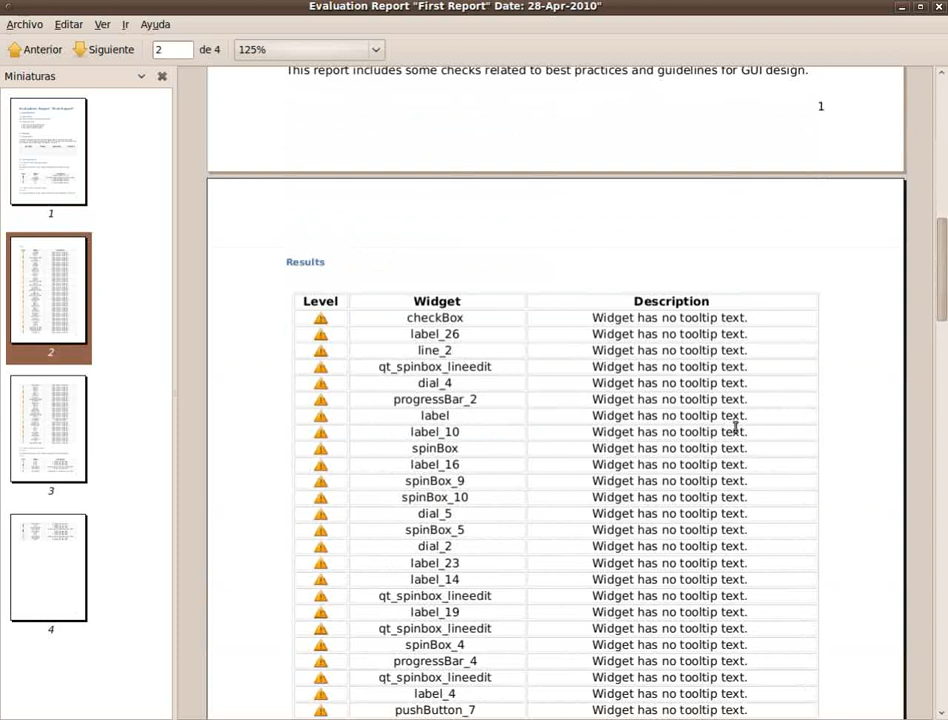 Evaluation Report "First Report" Date: 28-Apr-2010"
Archivo Editar Ver Ir Ayuda
Anterior Siguiente 2 de 4 125%
Miniaturas
1
2
3
4
This report includes some checks related to best practices and guidelines for GUI design.
1
Results
Level Widget Description
checkBox Widget has no tooltip text.
label_26 Widget has no tooltip text.
line_2 Widget has no tooltip text.
qt_spinbox_lineedit Widget has no tooltip text.
dial_4 Widget has no tooltip text.
progressBar_2 Widget has no tooltip text.
label Widget has no tooltip text.
label_10 Widget has no tooltip text.
spinBox Widget has no tooltip text.
label_16 Widget has no tooltip text.
spinBox_9 Widget has no tooltip text.
spinBox_10 Widget has no tooltip text.
dial_5 Widget has no tooltip text.
spinBox_5 Widget has no tooltip text.
dial_2 Widget has no tooltip text.
label_23 Widget has no tooltip text.
label_14 Widget has no tooltip text.
qt_spinbox_lineedit Widget has no tooltip text.
label_19 Widget has no tooltip text.
qt_spinbox_lineedit Widget has no tooltip text.
spinBox_4 Widget has no tooltip text.
progressBar_4 Widget has no tooltip text.
qt_spinbox_lineedit Widget has no tooltip text.
label_4 Widget has no tooltip text.
pushButton_7 Widget has no tooltip text.